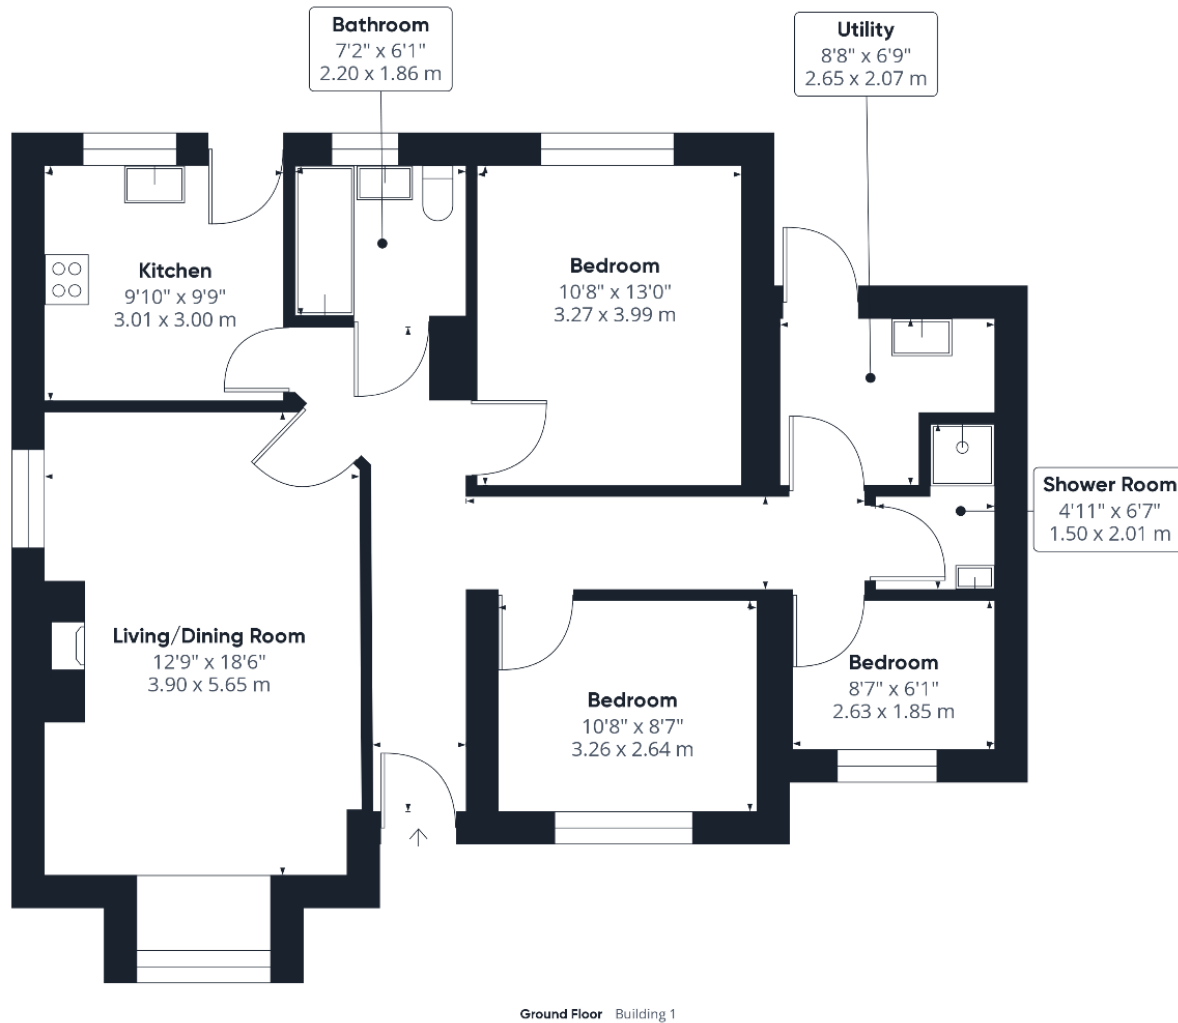 Bathroom
7'2" x 6'1"
2.20 x 1.86 m
Utility
8'8" x 6'9"
2.65 x 2.07 m
Kitchen
9'10" x 9'9"
3.01 x 3.00 m
Bedroom
10'8" x 13'0"
3.27 x 3.99 m
Shower Room
4'11" x 6'7"
1.50 x 2.01 m
Living/Dining Room
12'9" x 18'6"
3.90 x 5.65 m
Bedroom
10'8" x 8'7"
3.26 x 2.64 m
Bedroom
8'7" x 6'1"
2.63 x 1.85 m
Ground Floor Building 1